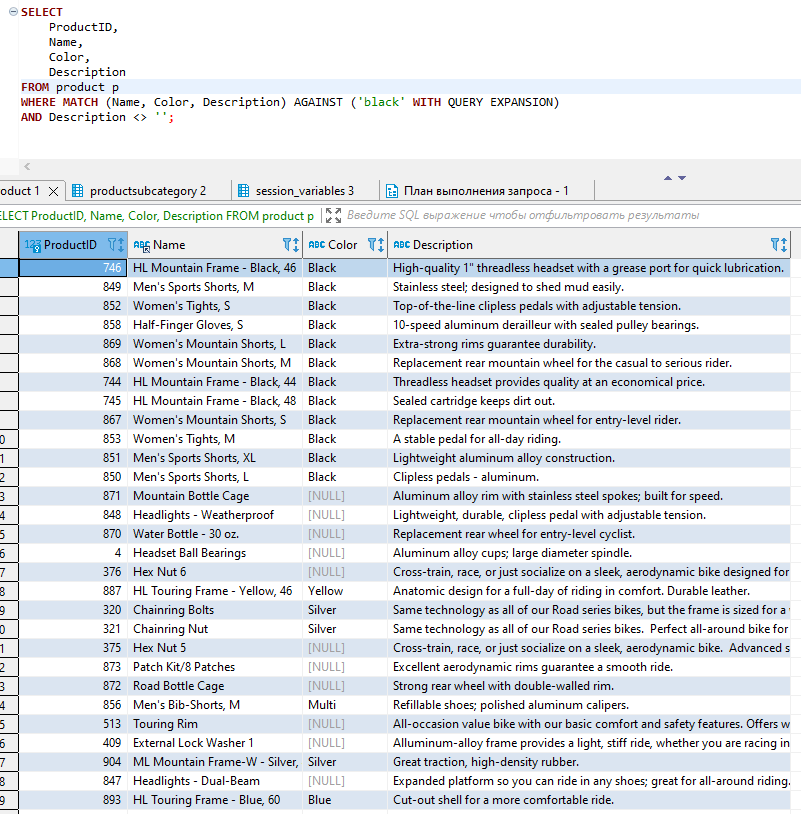 SELECT
ProductID,
Name,
Color,
Description
FROM product p
WHERE MATCH (Name, Color, Description) AGAINST ('black' WITH QUERY EXPANSION)
AND Description <> '';
oduct 1 productsubcategory 2 session_variables 3 План выполнения запроса - 1
ELECT ProductID, Name, Color, Description FROM product p Введите SQL выражение чтобы отфильтровать результаты
123 ProductID ABC Name ABC Color ABC Description
746 HL Mountain Frame - Black, 46 Black High-quality 1" threadless headset with a grease port for quick lubrication.
849 Men's Sports Shorts, M Black Stainless steel; designed to shed mud easily.
852 Women's Tights, S Black Top-of-the-line clipless pedals with adjustable tension.
858 Half-Finger Gloves, S Black 10-speed aluminum derailleur with sealed pulley bearings.
869 Women's Mountain Shorts, L Black Extra-strong rims guarantee durability.
868 Women's Mountain Shorts, M Black Replacement rear mountain wheel for the casual to serious rider.
744 HL Mountain Frame - Black, 44 Black Threadless headset provides quality at an economical price.
745 HL Mountain Frame - Black, 48 Black Sealed cartridge keeps dirt out.
867 Women's Mountain Shorts, S Black Replacement rear mountain wheel for entry-level rider.
0 853 Women's Tights, M Black A stable pedal for all-day riding.
1 851 Men's Sports Shorts, XL Black Lightweight aluminum alloy construction.
2 850 Men's Sports Shorts, L Black Clipless pedals - aluminum.
3 871 Mountain Bottle Cage [NULL] Aluminum alloy rim with stainless steel spokes; built for speed.
4 848 Headlights - Weatherproof [NULL] Lightweight, durable, clipless pedal with adjustable tension.
5 870 Water Bottle - 30 oz. [NULL] Replacement rear wheel for entry-level cyclist.
6 4 Headset Ball Bearings [NULL] Aluminum alloy cups; large diameter spindle.
7 376 Hex Nut 6 [NULL] Cross-train, race, or just socialize on a sleek, aerodynamic bike designed for
8 887 HL Touring Frame - Yellow, 46 Yellow Anatomic design for a full-day of riding in comfort. Durable leather.
9 320 Chainring Bolts Silver Same technology as all of our Road series bikes, but the frame is sized for a
0 321 Chainring Nut Silver Same technology as all of our Road series bikes. Perfect all-around bike for
1 375 Hex Nut 5 [NULL] Cross-train, race, or just socialize on a sleek, aerodynamic bike. Advanced s
2 873 Patch Kit/8 Patches [NULL] Excellent aerodynamic rims guarantee a smooth ride.
3 872 Road Bottle Cage [NULL] Strong rear wheel with double-walled rim.
4 856 Men's Bib-Shorts, M Multi Refillable shoes; polished aluminum calipers.
5 513 Touring Rim [NULL] All-occasion value bike with our basic comfort and safety features. Offers w
6 409 External Lock Washer 1 [NULL] Alluminum-alloy frame provides a light, stiff ride, whether you are racing in
7 904 ML Mountain Frame-W - Silver, Silver Great traction, high-density rubber.
8 847 Headlights - Dual-Beam [NULL] Expanded platform so you can ride in any shoes; great for all-around riding.
9 893 HL Touring Frame - Blue, 60 Blue Cut-out shell for a more comfortable ride.